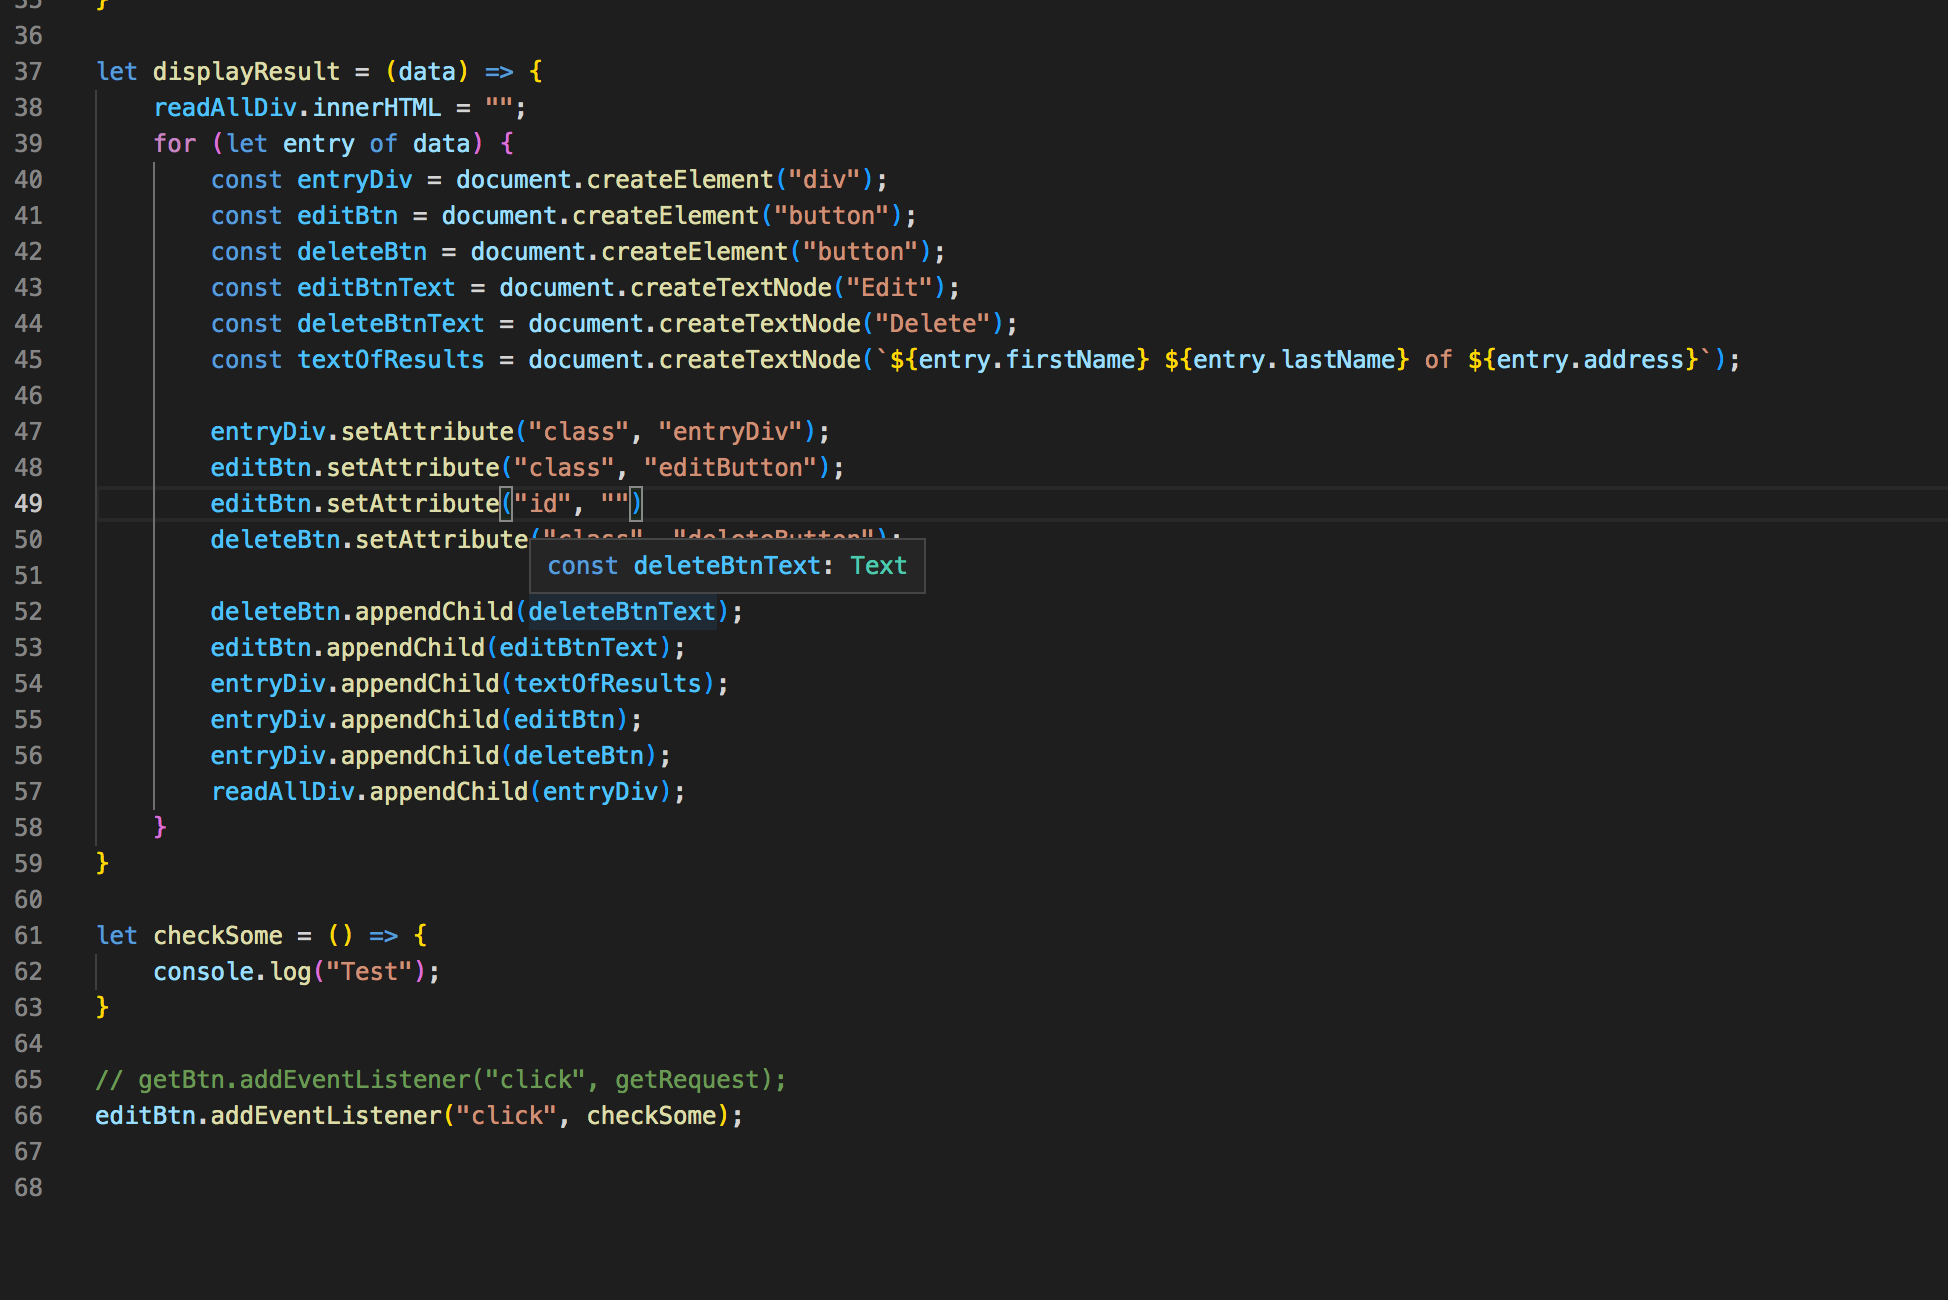 35 }
36
37 let displayResult = (data) => {
38 readAllDiv.innerHTML = "";
39 for (let entry of data) {
40 const entryDiv = document.createElement("div");
41 const editBtn = document.createElement("button");
42 const deleteBtn = document.createElement("button");
43 const editBtnText = document.createTextNode("Edit");
44 const deleteBtnText = document.createTextNode("Delete");
45 const textOfResults = document.createTextNode(`${entry.firstName} ${entry.lastName} of ${entry.address}`);
46
47 entryDiv.setAttribute("class", "entryDiv");
48 editBtn.setAttribute("class", "editButton");
49 editBtn.setAttribute("id", "")
50 deleteBtn.setAttribute("class", "deleteButton");
const deleteBtnText: Text
51
52 deleteBtn.appendChild(deleteBtnText);
53 editBtn.appendChild(editBtnText);
54 entryDiv.appendChild(textOfResults);
55 entryDiv.appendChild(editBtn);
56 entryDiv.appendChild(deleteBtn);
57 readAllDiv.appendChild(entryDiv);
58 }
59 }
60
61 let checkSome = () => {
62 console.log("Test");
63 }
64
65 // getBtn.addEventListener("click", getRequest);
66 editBtn.addEventListener("click", checkSome);
67
68